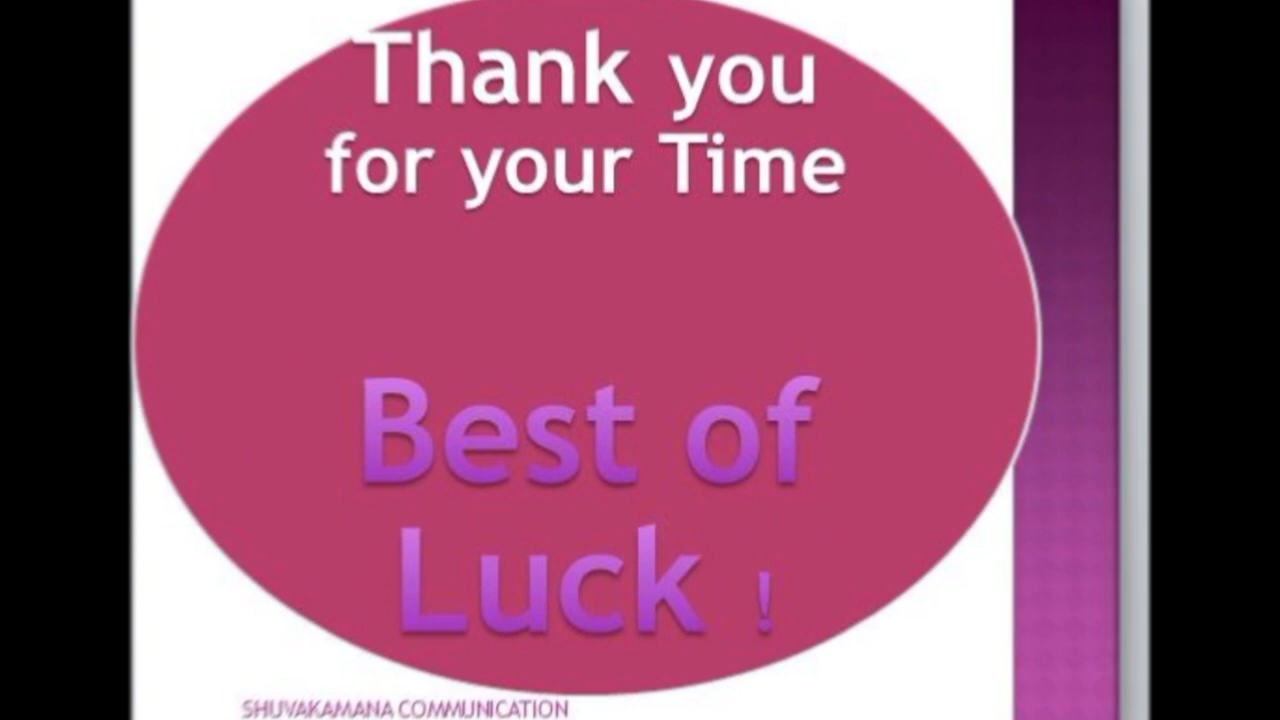 Thank you
for your Time
Best of
Luck !
SHUVAKAMANA COMMUNICATION